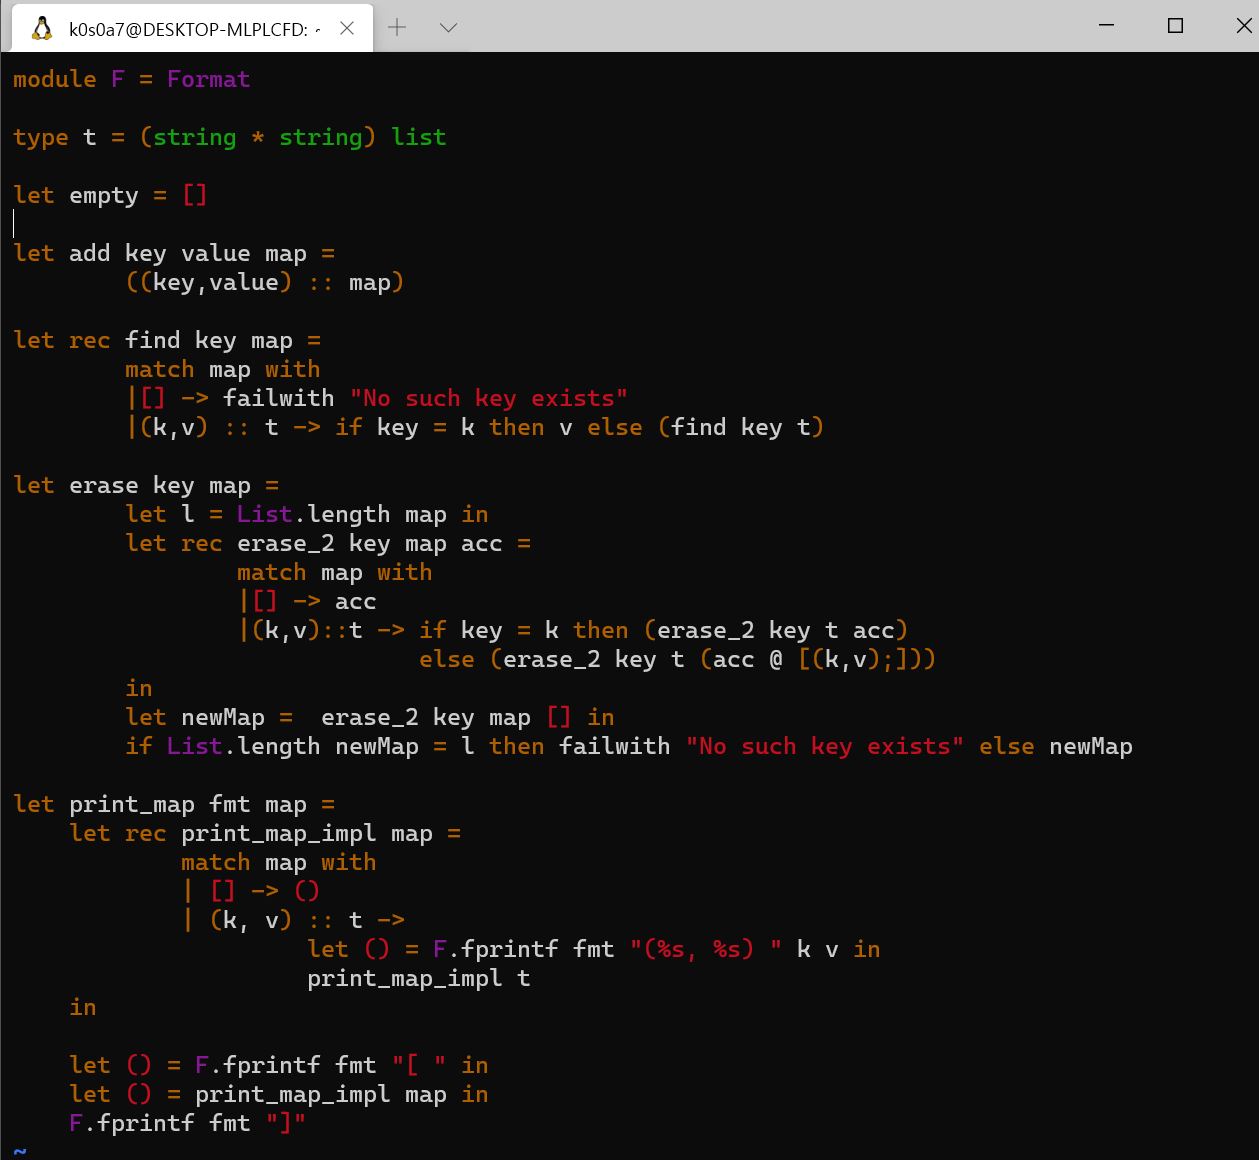 k0s0a7@DESKTOP-MLPLCFD: ~
module F = Format
type t = (string * string) list
let empty = []
let add key value map =
        ((key,value) :: map)
let rec find key map =
        match map with
        |[] -> failwith "No such key exists"
        |(k,v) :: t -> if key = k then v else (find key t)
let erase key map =
        let l = List.length map in
        let rec erase_2 key map acc =
                match map with
                |[] -> acc
                |(k,v)::t -> if key = k then (erase_2 key t acc)
                             else (erase_2 key t (acc @ [(k,v);]))
        in
        let newMap =  erase_2 key map [] in
        if List.length newMap = l then failwith "No such key exists" else newMap
let print_map fmt map =
    let rec print_map_impl map =
            match map with
            | [] -> ()
            | (k, v) :: t ->
                     let () = F.fprintf fmt "(%s, %s) " k v in
                     print_map_impl t
    in
    let () = F.fprintf fmt "[ " in
    let () = print_map_impl map in
    F.fprintf fmt "]"
~